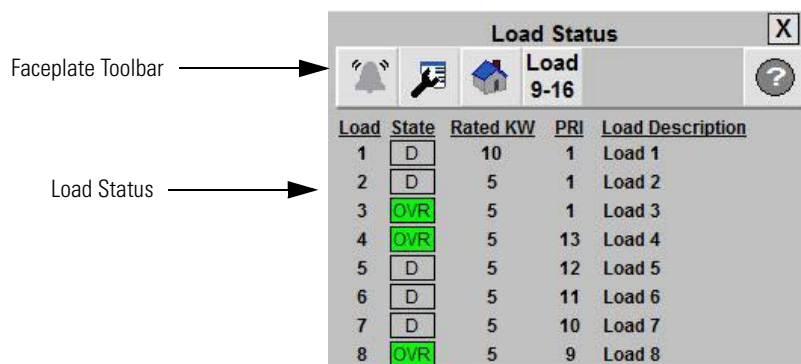 Load Status
X
Faceplate Toolbar
Load
9-16
?
Load State Rated KW PRI Load Description
1 D 10 1 Load 1
Load Status
2 D 5 1 Load 2
3 OVR 5 1 Load 3
4 OVR 5 13 Load 4
5 D 5 12 Load 5
6 D 5 11 Load 6
7 D 5 10 Load 7
8 OVR 5 9 Load 8